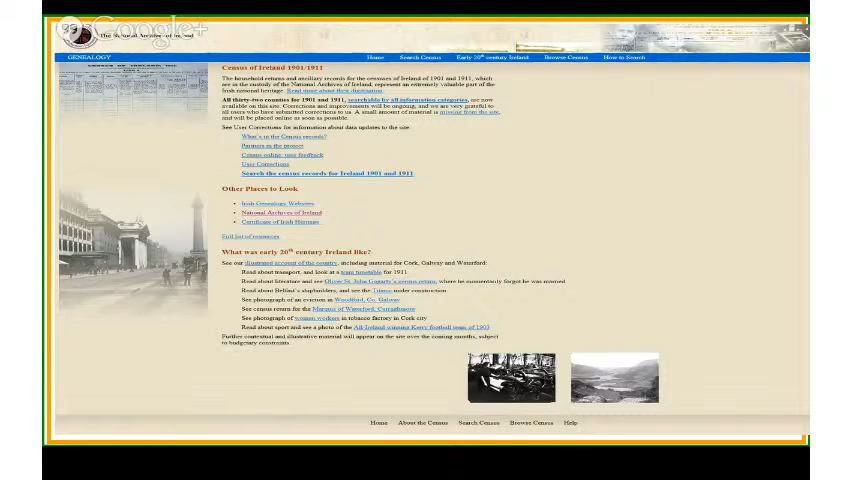 Google+
The National Archives of Ireland
GENEALOGY
Home Search Census Early 20th century Ireland Browse Census How to Search
Census of Ireland 1901/1911
The household returns and ancillary records for the censuses of Ireland of 1901 and 1911, which
are in the custody of the National Archives of Ireland, represent an extremely valuable part of the
Irish national heritage. Read more about their digitisation.
All thirty-two counties for 1901 and 1911, searchable by all information categories, are now
available on this site. Corrections and improvements will be ongoing, and we are very grateful to
all users who have submitted corrections to us. A small amount of material is missing from the site,
and will be placed online as soon as possible.
See User Corrections for information about data updates to the site.
What's in the Census records?
Partners in the project
Census online: user feedback
User Corrections
Search the census records for Ireland 1901 and 1911
Other Places to Look
Irish Genealogy Websites
National Archives of Ireland
Certificate of Irish Heritage
Full list of resources
What was early 20th century Ireland like?
See our illustrated account of the country, including material for Cork, Galway and Waterford:
Read about transport, and look at a tram timetable for 1911
Read about literature and see Oliver St. John Gogarty's census return, where he momentarily forgot he was married
Read about Belfast's shipbuilders, and see the Titanic under construction
See photograph of an eviction in Woodford, Co. Galway
See census return for the Marquis of Waterford, Curraghmore
See photograph of women workers in tobacco factory in Cork city
Read about sport and see a photo of the All-Ireland winning Kerry football team of 1903
Further contextual and illustrative material will appear on the site over the coming months, subject
to budgetary constraints.
Home About the Census Search Census Browse Census Help